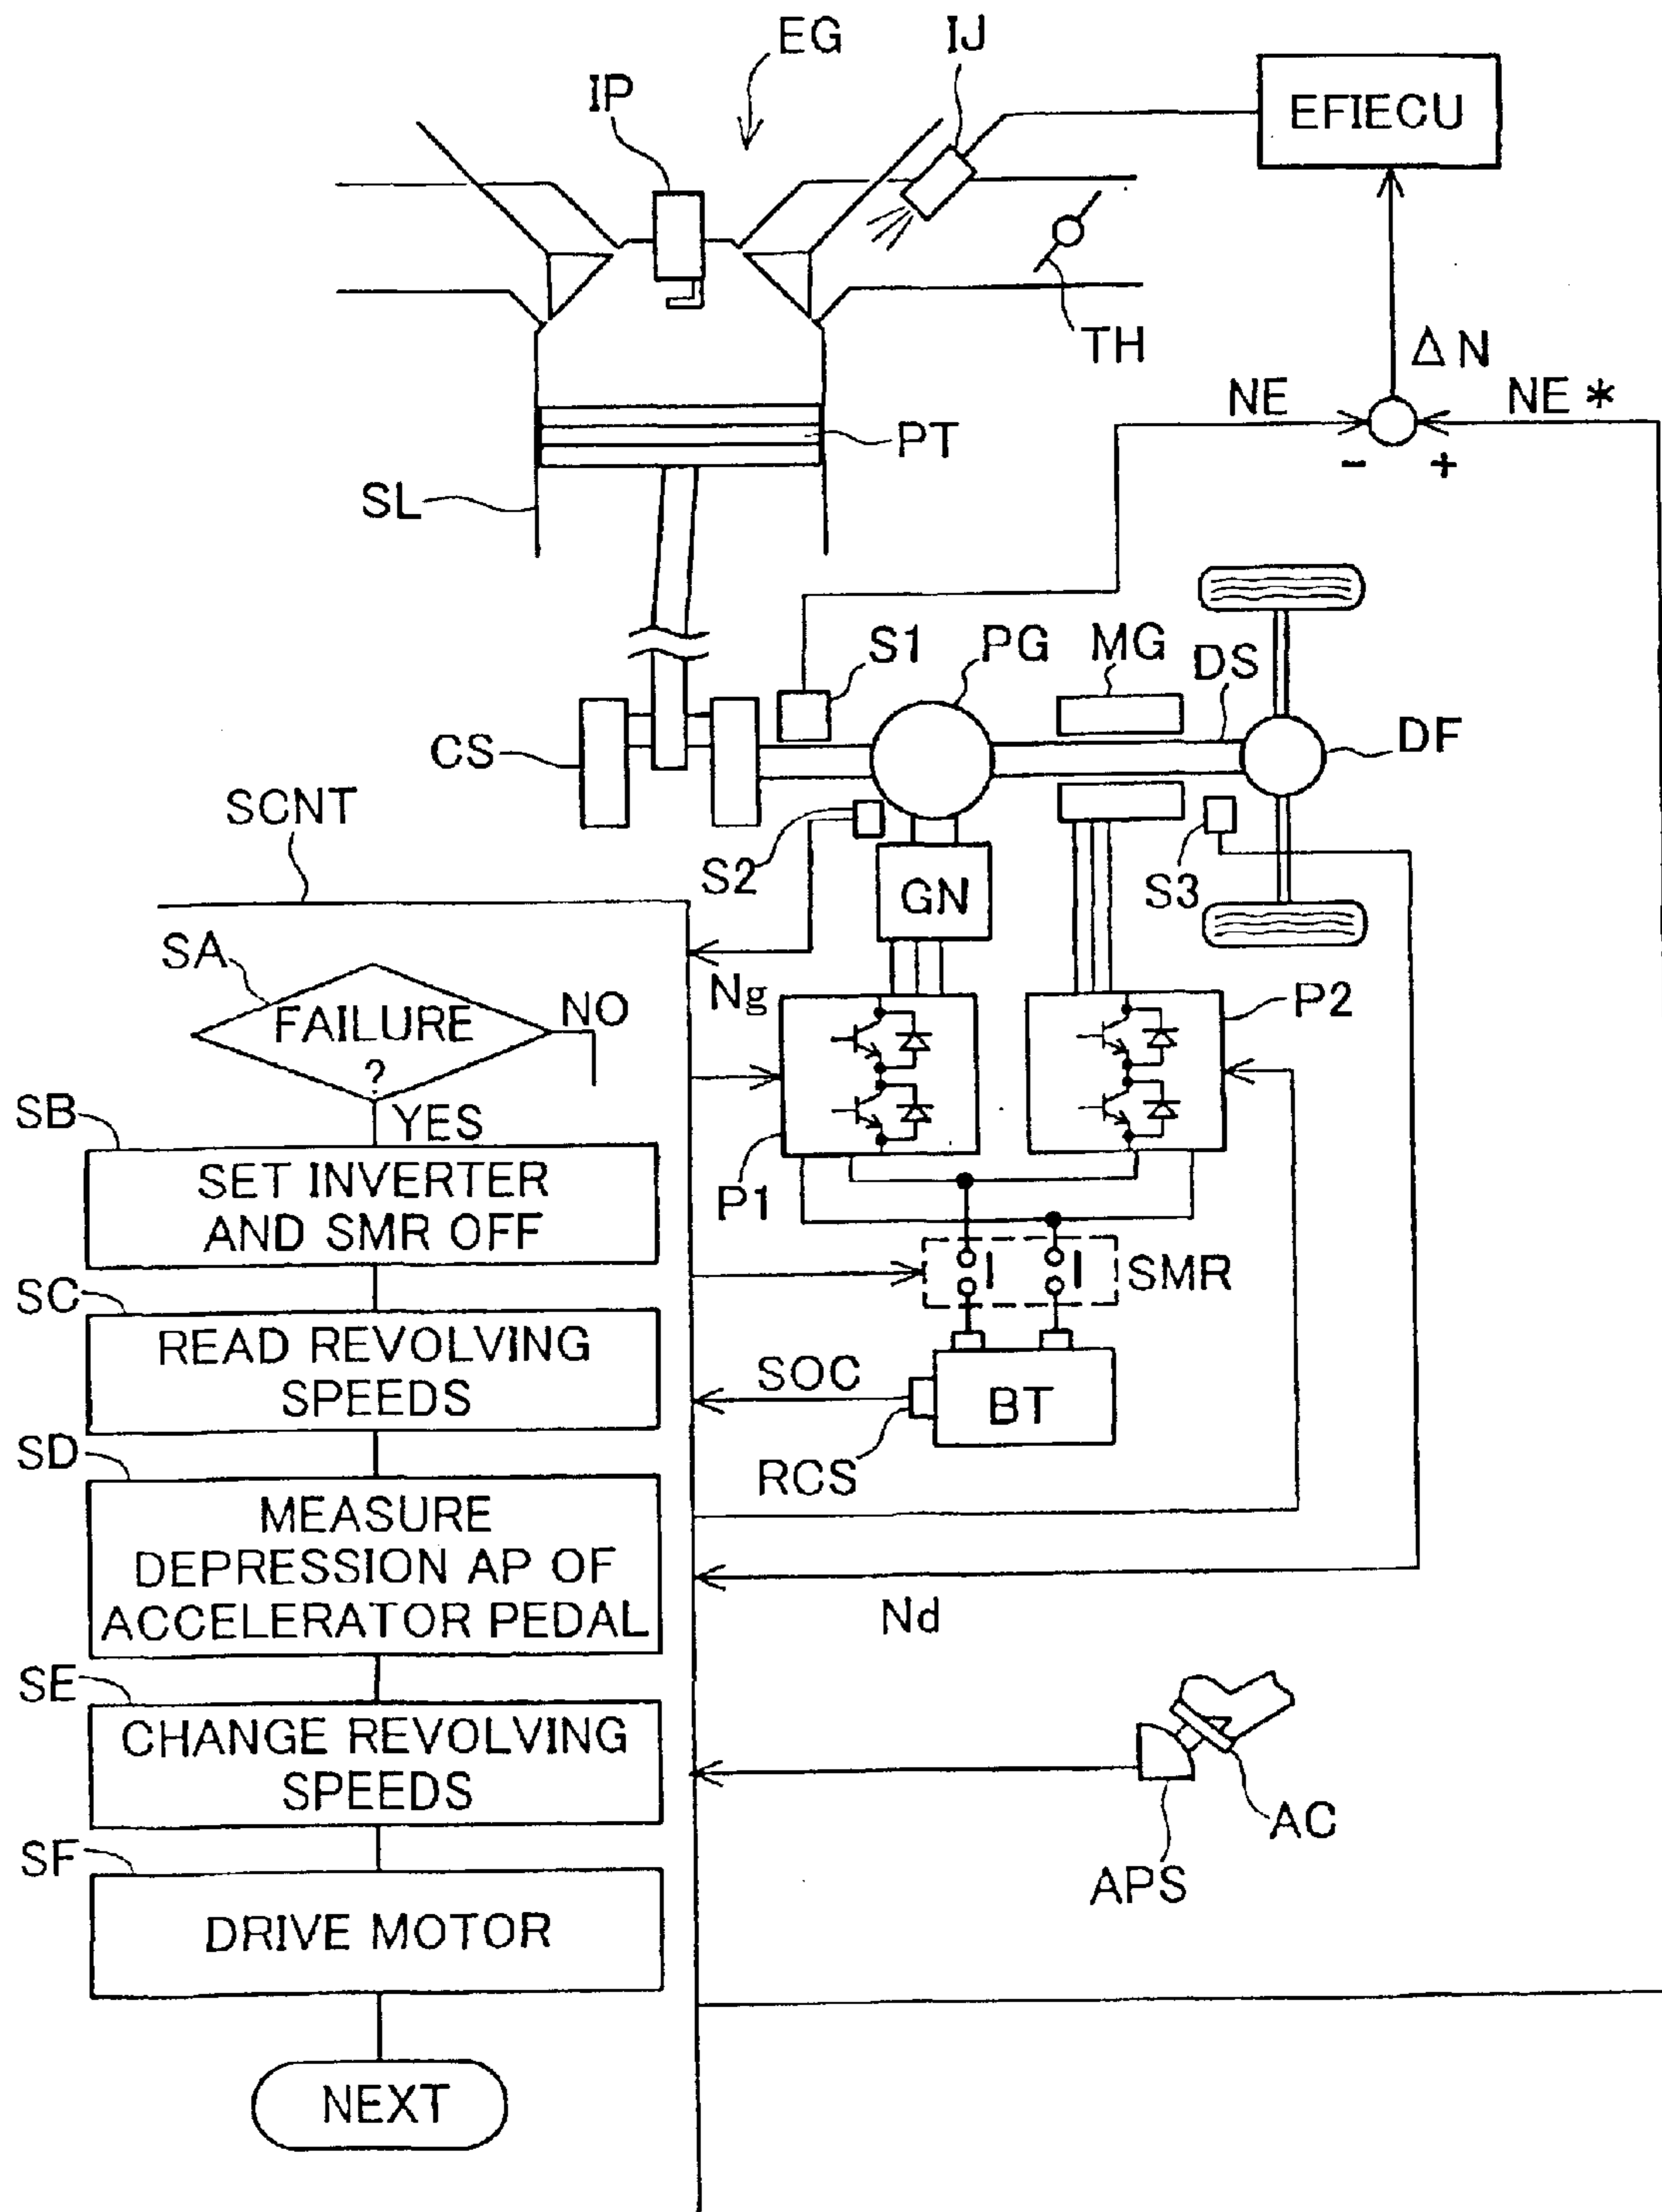 EG
IJ
IP
EFIECU
TH
ΔN
NE
NE *
- +
PT
SL
S1
PG
MG
DS
DF
CS
SCNT
S2
GN
S3
SA
FAILURE
?
NO
Ng
P2
YES
SB
SET INVERTER
AND SMR OFF
P1
SMR
SC
READ REVOLVING
SPEEDS
SOC
BT
RCS
SD
MEASURE
DEPRESSION AP OF
ACCELERATOR PEDAL
Nd
SE
CHANGE REVOLVING
SPEEDS
AC
APS
SF
DRIVE MOTOR
NEXT